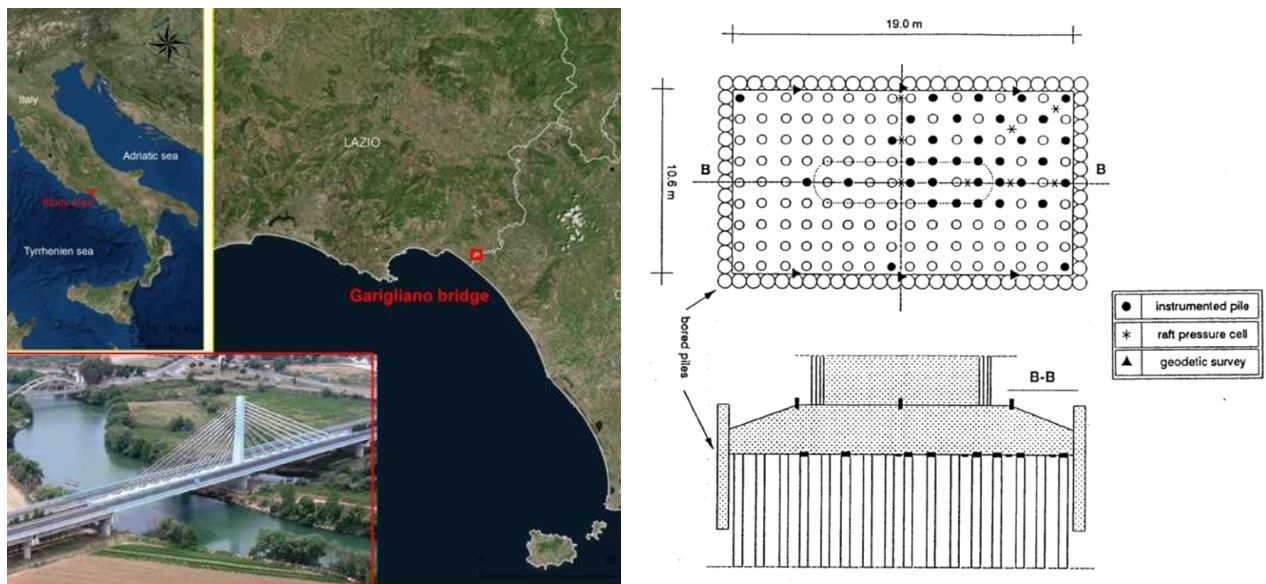 Italy
Adriatic sea
Study area
Tyrrhenien sea
LAZIO
Garigliano bridge
19.0 m
10.6 m
B
B
bored piles
instrumented pile
raft pressure cell
geodetic survey
B-B